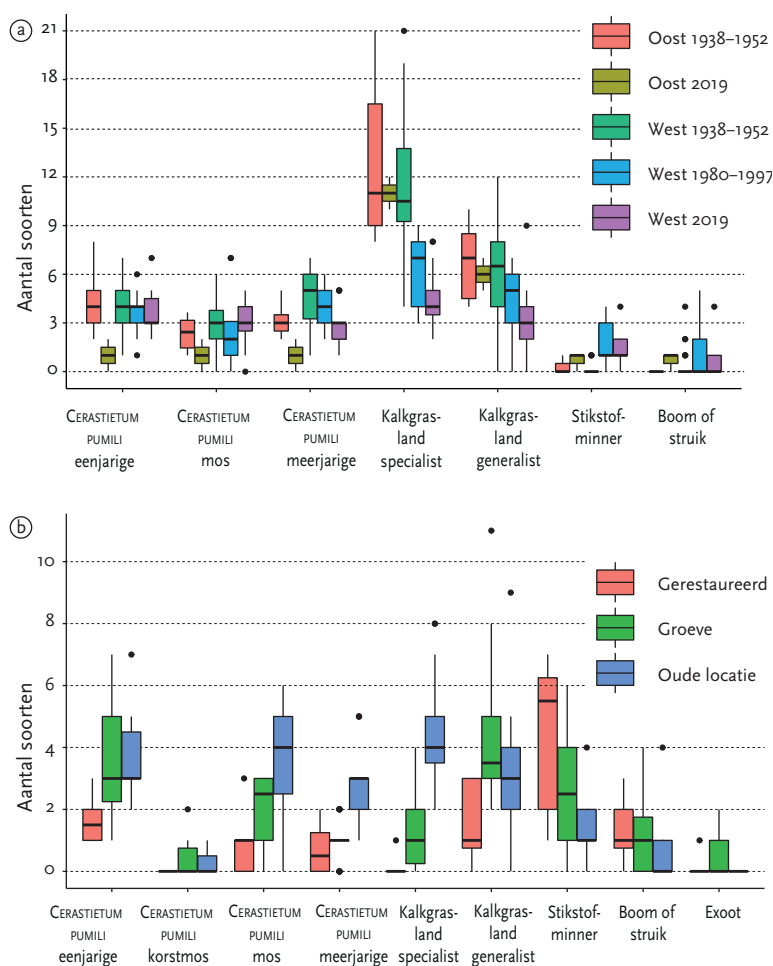 a
21
18
15
12
9
6
3
0
Aantal soorten
Oost 1938–1952
Oost 2019
West 1938–1952
West 1980–1997
West 2019
Cerastietum
pumili
eenjarige
Cerastietum
pumili
mos
Cerastietum
pumili
meerjarige
Kalkgras-
land
specialist
Kalkgras-
land
generalist
Stikstof-
minner
Boom of
struik
b
10
8
6
4
2
0
Aantal soorten
Gerestaureerd
Groeve
Oude locatie
Cerastietum
pumili
eenjarige
Cerastietum
pumili
korstmos
Cerastietum
pumili
mos
Cerastietum
pumili
meerjarige
Kalkgras-
land
specialist
Kalkgras-
land
generalist
Stikstof-
minner
Boom of
struik
Exoot